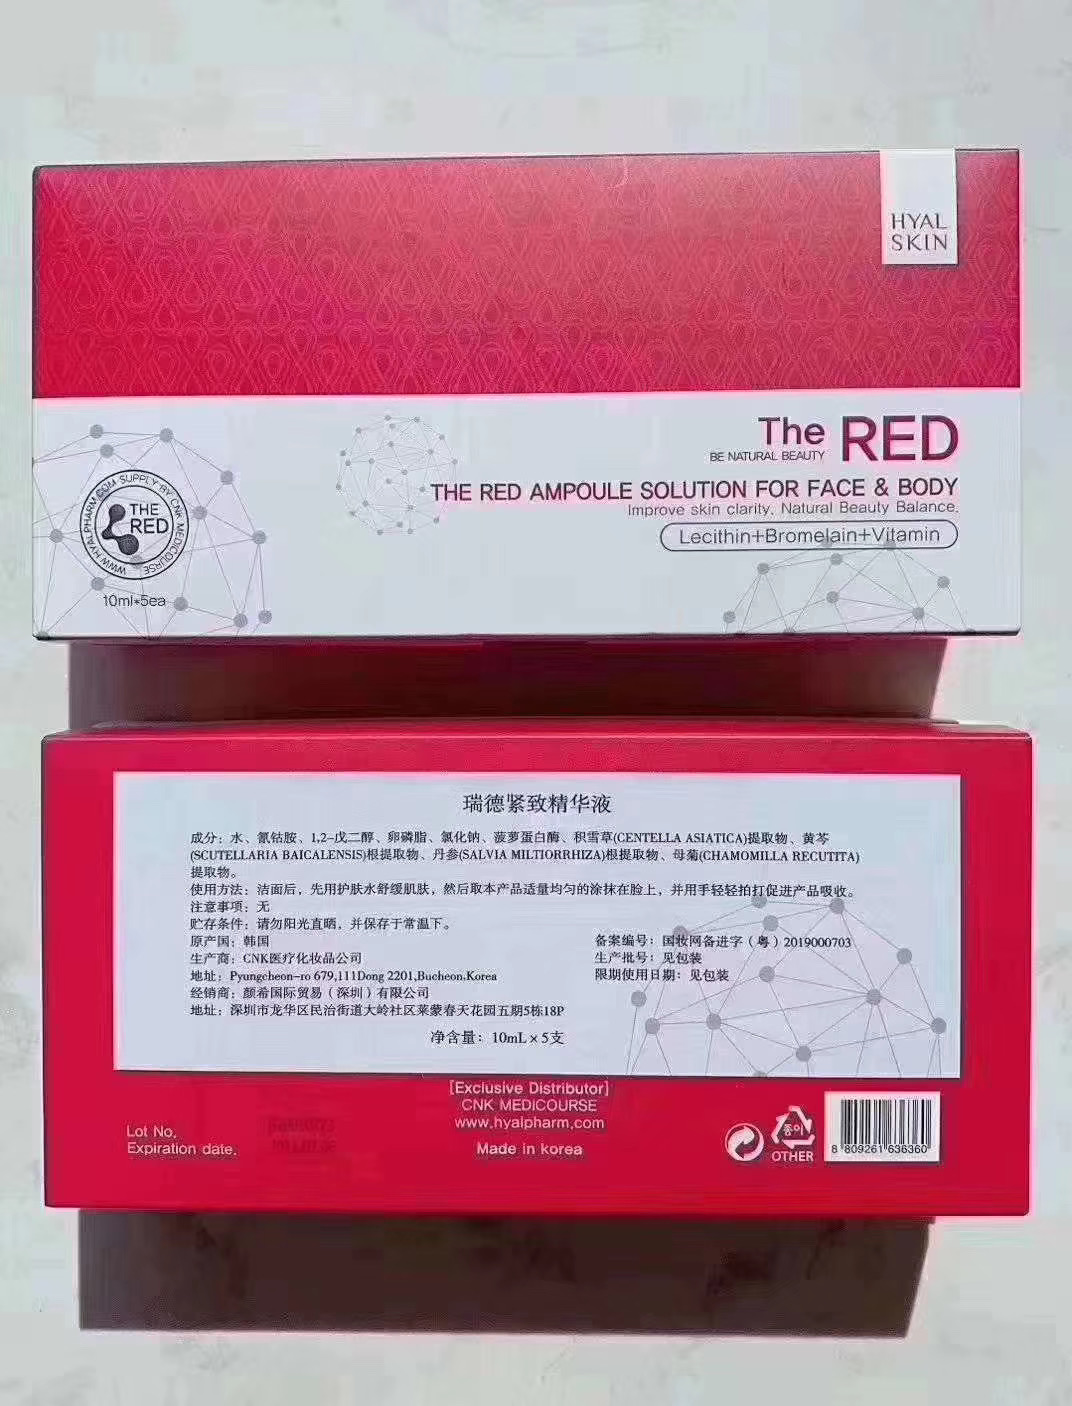 HYAL
SKIN
The RED
BE NATURAL BEAUTY
THE RED AMPOULE SOLUTION FOR FACE & BODY
Improve skin clarity, Natural Beauty Balance.
Lecithin+Bromelain+Vitamin
WWW.HYALPHARM.COM SUPPLY BY CNK MEDICOURSE
THE
RED
10ml*5ea
瑞德紧致精华液
成分：水、氰钴胺、1,2-戊二醇、卵磷脂、氯化钠、菠萝蛋白酶、积雪草(CENTELLA ASIATICA)提取物、黄芩
(SCUTELLARIA BAICALENSIS)根提取物、丹参(SALVIA MILTIORRHIZA)根提取物、母菊(CHAMOMILLA RECUTITA)
提取物。
使用方法：洁面后，先用护肤水舒缓肌肤，然后取本产品适量均匀的涂抹在脸上，并用手轻轻拍打促进产品吸收。
注意事项：无
贮存条件：请勿阳光直晒，并保存于常温下。
原产国：韩国 备案编号：国妆网备进字（粤）2019000703
生产商：CNK医疗化妆品公司 生产批号：见包装
地址：Pyungcheon-ro 679,111Dong 2201,Bucheon,Korea 限期使用日期：见包装
经销商：颜希国际贸易（深圳）有限公司
地址：深圳市龙华区民治街道大岭社区莱蒙春天花园五期5栋18P
净含量：10mL×5支
[Exclusive Distributor]
CNK MEDICOURSE
www.hyalpharm.com
Made in korea
Lot No.
Expiration date.
종이
OTHER
8 809261 636360